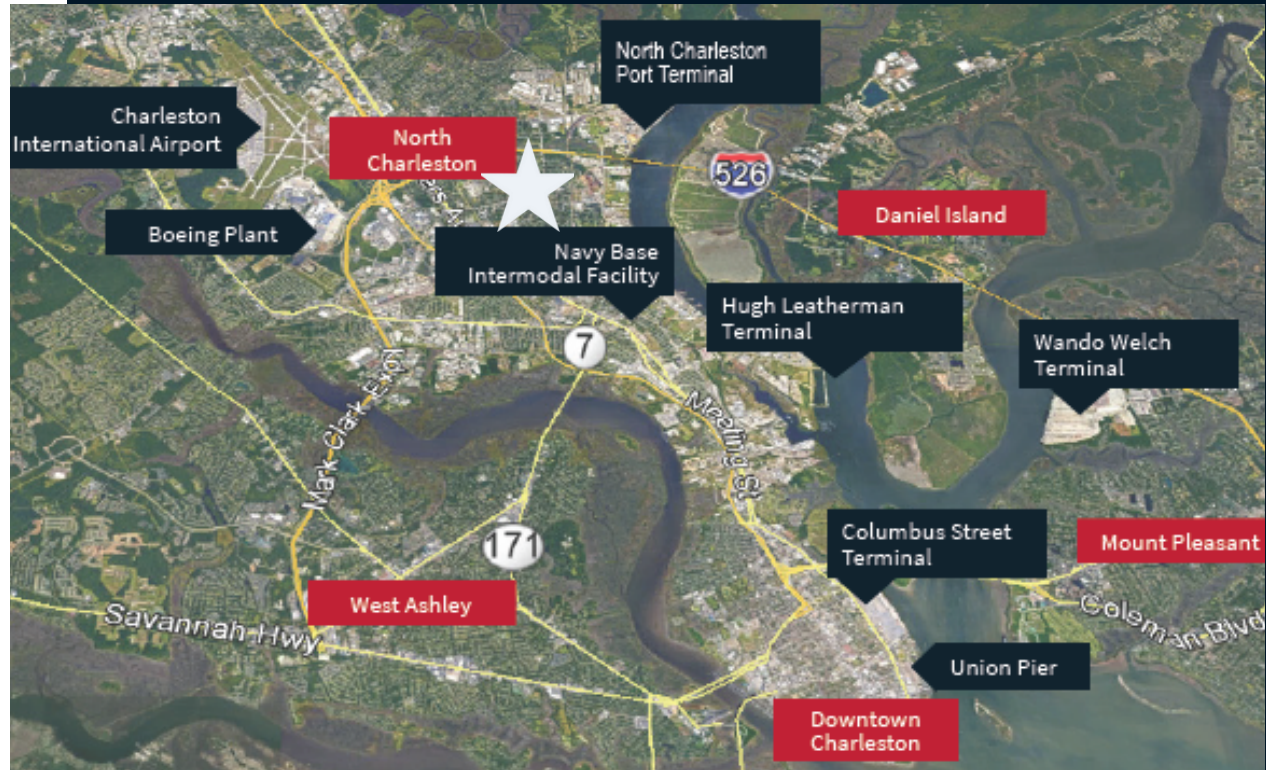 North Charleston
Port Terminal
Charleston
International Airport
North
Charleston
526
Daniel Island
Boeing Plant
Navy Base
Intermodal Facility
Hugh Leatherman
Terminal
Wando Welch
Terminal
7
Mark Clark Expy
Meeting St
Columbus Street
Terminal
171
Mount Pleasant
West Ashley
Savannah Hwy
Coleman Blvd
Union Pier
Downtown
Charleston